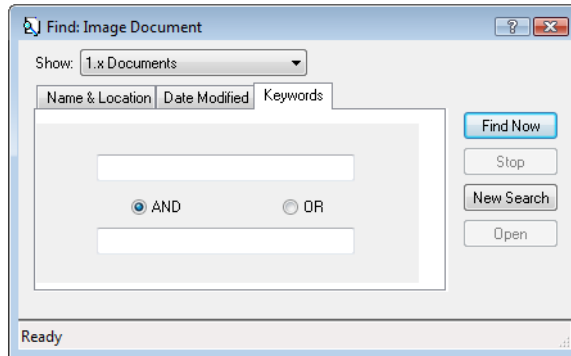 Find: Image Document
Show: 1.x Documents
Name & Location Date Modified Keywords
Find Now
Stop
AND OR
New Search
Open
Ready